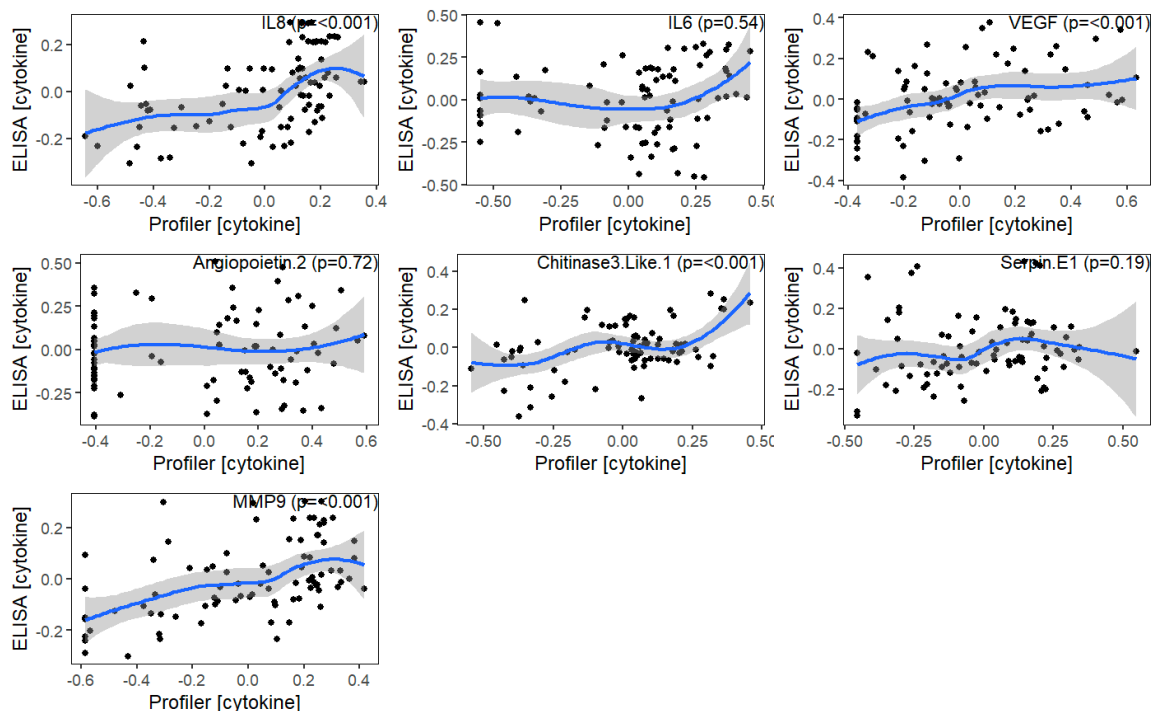 IL8 (p=<0.001)
ELISA [cytokine]
0.2
0.0
-0.2
-0.6 -0.4 -0.2 0.0 0.2 0.4
Profiler [cytokine]
IL6 (p=0.54)
ELISA [cytokine]
0.50
0.25
0.00
-0.25
-0.50
-0.50 -0.25 0.00 0.25 0.50
Profiler [cytokine]
VEGF (p=<0.001)
ELISA [cytokine]
0.4
0.2
0.0
-0.2
-0.4
-0.4 -0.2 0.0 0.2 0.4 0.6
Profiler [cytokine]
Angiopoietin.2 (p=0.72)
ELISA [cytokine]
0.50
0.25
0.00
-0.25
-0.4 -0.2 0.0 0.2 0.4 0.6
Profiler [cytokine]
Chitinase3.Like.1 (p=<0.001)
ELISA [cytokine]
0.4
0.2
0.0
-0.2
-0.4
-0.50 -0.25 0.00 0.25 0.50
Profiler [cytokine]
Serpin.E1 (p=0.19)
ELISA [cytokine]
0.4
0.2
0.0
-0.2
-0.50 -0.25 0.00 0.25 0.50
Profiler [cytokine]
MMP9 (p=<0.001)
ELISA [cytokine]
0.2
0.0
-0.2
-0.6 -0.4 -0.2 0.0 0.2 0.4
Profiler [cytokine]